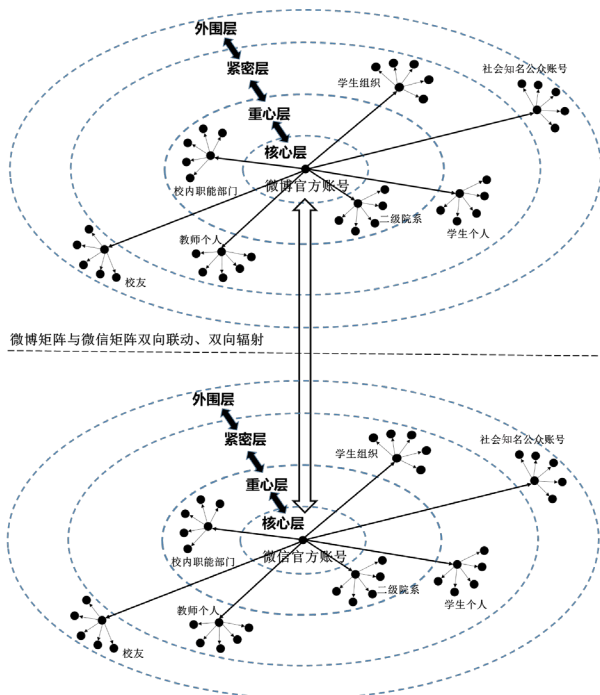 外围层
紧密层
重心层
核心层
学生组织
社会知名公众账号
校内职能部门
微博官方账号
二级院系
学生个人
教师个人
校友
微博矩阵与微信矩阵双向联动、双向辐射
外围层
紧密层
重心层
核心层
学生组织
社会知名公众账号
校内职能部门
微信官方账号
二级院系
学生个人
教师个人
校友